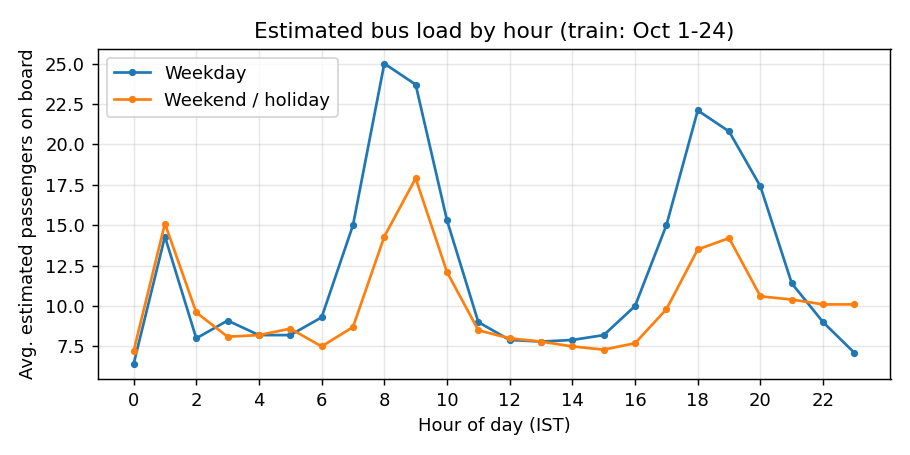 Estimated bus load by hour (train: Oct 1-24)
Avg. estimated passengers on board
25.0
22.5
20.0
17.5
15.0
12.5
10.0
7.5
Weekday
Weekend / holiday
0 2 4 6 8 10 12 14 16 18 20 22
Hour of day (IST)